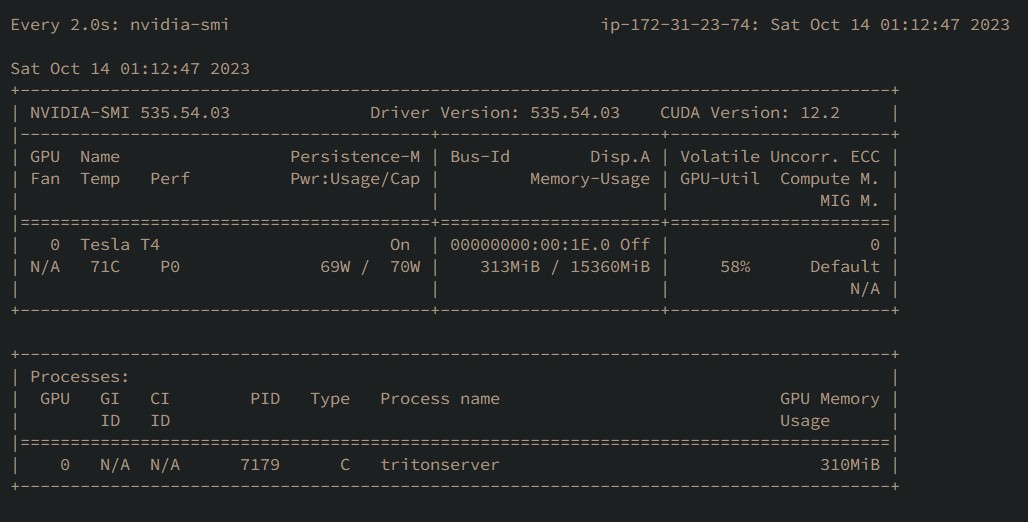 Every 2.0s: nvidia-smi                                     ip-172-31-23-74: Sat Oct 14 01:12:47 2023
Sat Oct 14 01:12:47 2023
+---------------------------------------------------------------------------------------+
| NVIDIA-SMI 535.54.03              Driver Version: 535.54.03    CUDA Version: 12.2     |
|-----------------------------------------+----------------------+----------------------+
| GPU  Name                 Persistence-M | Bus-Id        Disp.A | Volatile Uncorr. ECC |
| Fan  Temp   Perf          Pwr:Usage/Cap |         Memory-Usage | GPU-Util  Compute M. |
|                                         |                      |               MIG M. |
|=========================================+======================+======================|
|   0  Tesla T4                       On  | 00000000:00:1E.0 Off |                    0 |
| N/A   71C    P0              69W /  70W |    313MiB / 15360MiB |     58%      Default |
|                                         |                      |                  N/A |
+-----------------------------------------+----------------------+----------------------+
+---------------------------------------------------------------------------------------+
| Processes:                                                                            |
|  GPU   GI   CI        PID   Type   Process name                            GPU Memory |
|        ID   ID                                                             Usage      |
|=======================================================================================|
|    0   N/A  N/A      7179      C   tritonserver                                310MiB |
+---------------------------------------------------------------------------------------+